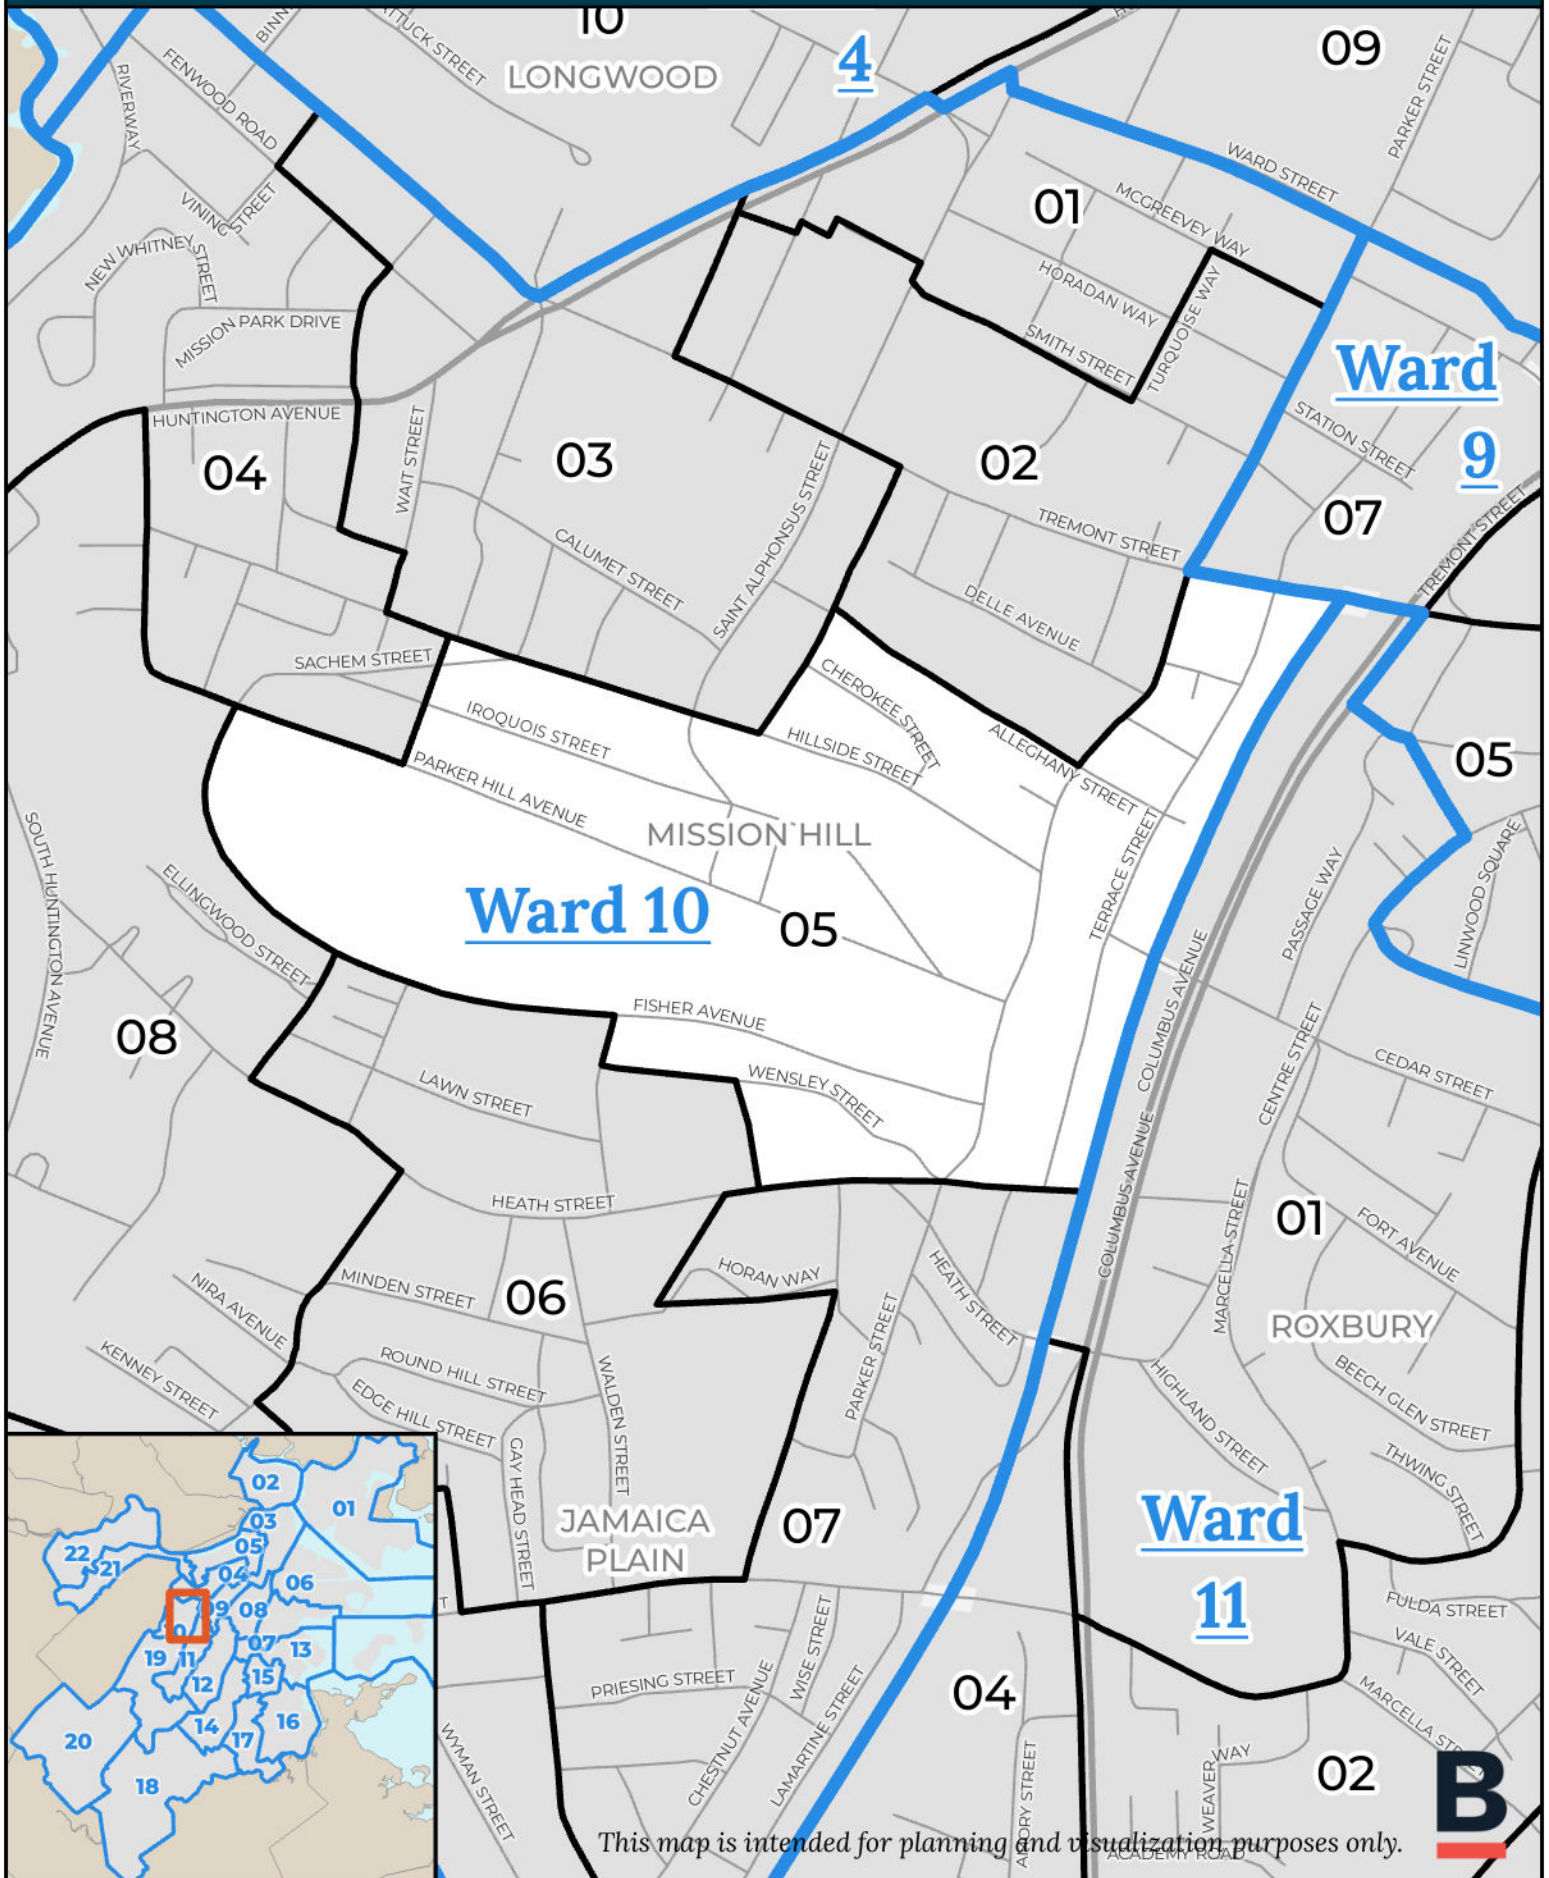 10
LONGWOOD
4
09
BINN
FENWOOD ROAD
RIVERWAY
TTUCK STREET
PARKER STREET
WARD STREET
VINING STREET
NEW WHITNEY STREET
01
MCGREEVEY WAY
HORADAN WAY
SMITH STREET
TURQUOISE WAY
MISSION PARK DRIVE
HUNTINGTON AVENUE
Ward
9
04
WAIT STREET
03
02
STATION STREET
07
TREMONT STREET
CALUMET STREET
SAINT ALPHONSUS STREET
TREMONT STREET
DELLE AVENUE
SACHEM STREET
CHEROKEE STREET
IROQUOIS STREET
HILLSIDE STREET
ALLEGHANY STREET
05
PARKER HILL AVENUE
MISSION HILL
Ward 10
05
TERRACE STREET
SOUTH HUNTINGTON AVENUE
ELLINGWOOD STREET
PASSAGE WAY
LINWOOD SQUARE
COLUMBUS AVENUE
08
FISHER AVENUE
WENSLEY STREET
CENTRE STREET
CEDAR STREET
LAWN STREET
HEATH STREET
COLUMBUS AVENUE
MARCELLA STREET
01
FORT AVENUE
MINDEN STREET
06
HORAN WAY
HEATH STREET
NIRA AVENUE
KENNEY STREET
ROUND HILL STREET
EDGE HILL STREET
WALDEN STREET
PARKER STREET
ROXBURY
HIGHLAND STREET
BEECH GLEN STREET
THWING STREET
GAY HEAD STREET
JAMAICA
PLAIN
07
Ward
11
FULDA STREET
VALE STREET
MARCELLA STR
T
PRIESING STREET
WISE STREET
CHESTNUT AVENUE
LAMARTINE STREET
04
WYMAN STREET
WEAVER WAY
02
ACADEMY ROAD
This map is intended for planning and visualization purposes only.
B
02
01
03
05
22
21
04
06
09
08
10
07
13
19
11
12
15
14
17
16
20
18